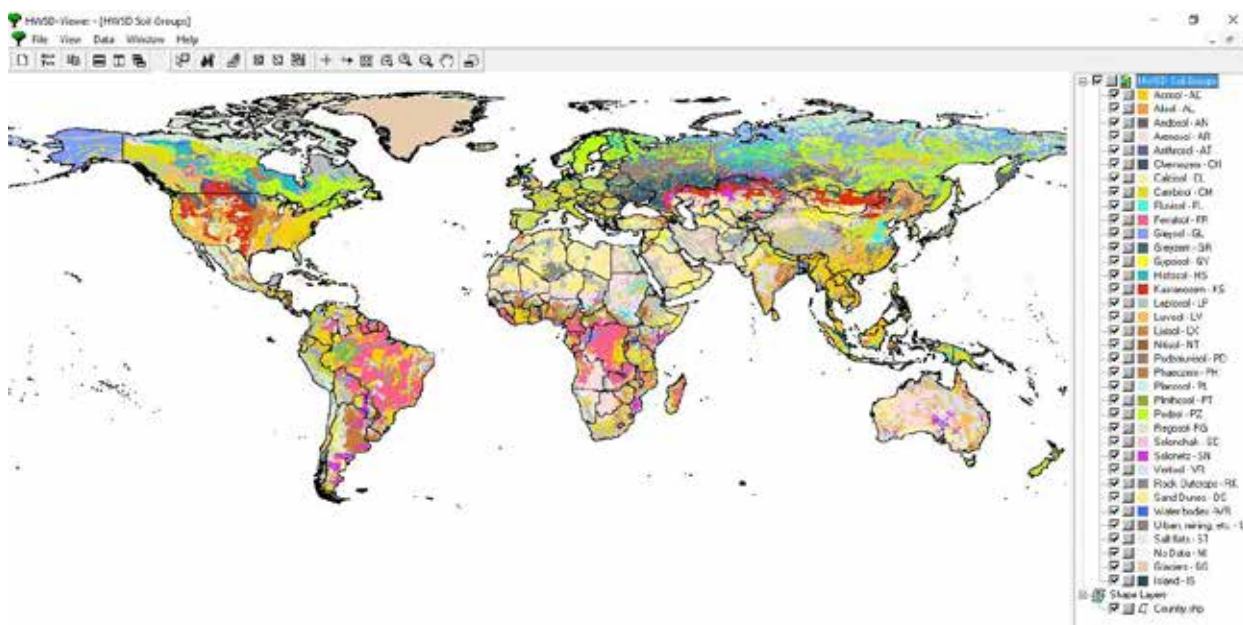 HWSD-Viewer - [HWSD Soil Groups]
File View Data Window Help
HWSD Soil Groups
Acrisol - AC
Alisol - AL
Andosol - AN
Arenosol - AR
Anthrosol - AT
Chernozem - CH
Calcisol - CL
Cambisol - CM
Fluvisol - FL
Ferralsol - FR
Gleysol - GL
Greyzem - GR
Gypsisol - GY
Histosol - HS
Kastanozem - KS
Leptosol - LP
Luvisol - LV
Lixisol - LX
Nitisol - NT
Podzoluvisol - PD
Phaeozem - PH
Planosol - PL
Plinthosol - PT
Podzol - PZ
Regosol - RG
Solonchak - SC
Solonetz - SN
Vertisol - VR
Rock Outcrops - RK
Sand Dunes - DS
Water bodies - WR
Urban, mining, etc. -
Salt flats - ST
No Data - NI
Glaciers - GG
Island - IS
Shape Layers
Country.shp